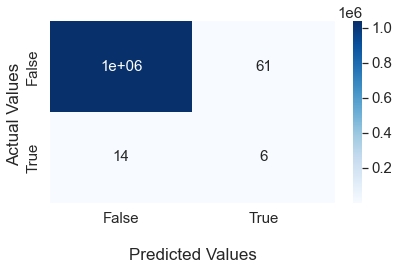 1e6
1e+06
61
14
6
False
True
Actual Values
False
True
Predicted Values
1.0
0.8
0.6
0.4
0.2